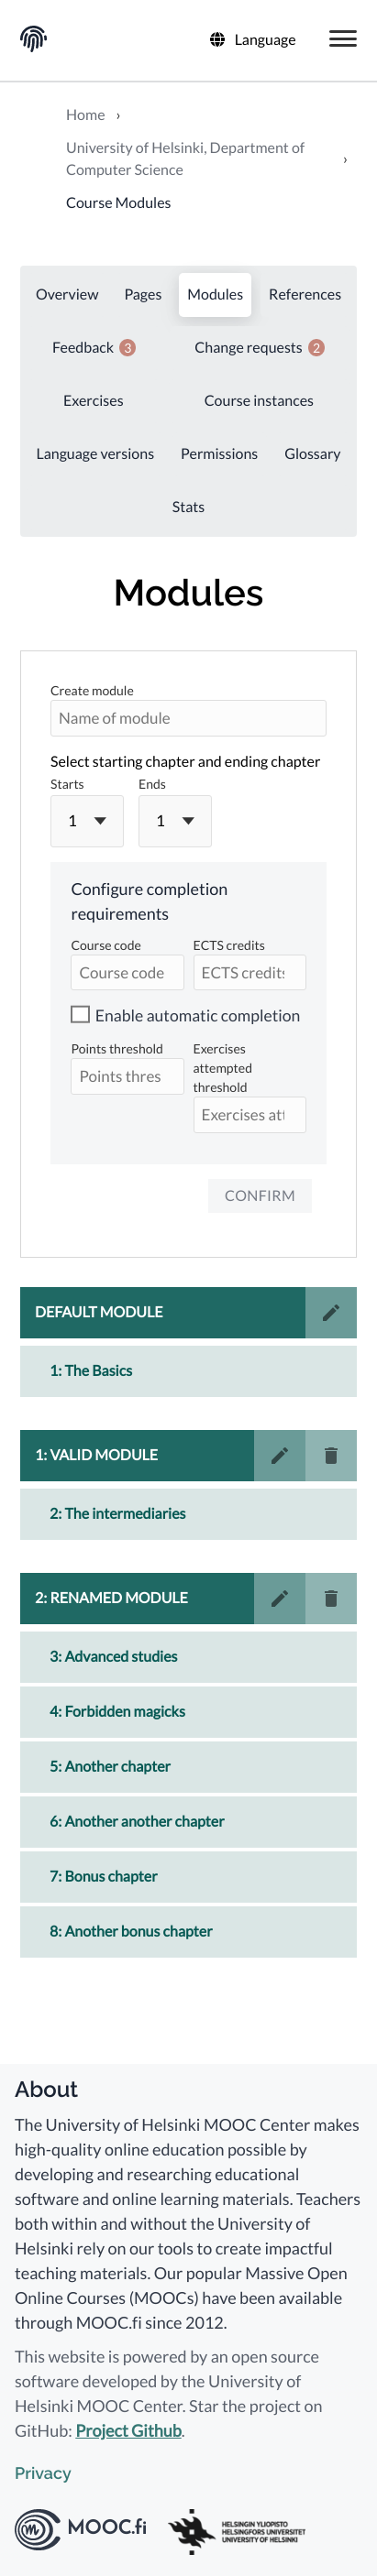 Language
Home ›
University of Helsinki, Department of
Computer Science ›
Course Modules
Overview Pages Modules References
Feedback 3 Change requests 2
Exercises Course instances
Language versions Permissions Glossary
Stats
Modules
Create module
Name of module
Select starting chapter and ending chapter
Starts Ends
1 1
Configure completion
requirements
Course code ECTS credits
Course code ECTS credits
Enable automatic completion
Points threshold Exercises
attempted
threshold
Points thres
Exercises att
CONFIRM
DEFAULT MODULE
1: The Basics
1: VALID MODULE
2: The intermediaries
2: RENAMED MODULE
3: Advanced studies
4: Forbidden magicks
5: Another chapter
6: Another another chapter
7: Bonus chapter
8: Another bonus chapter
About
The University of Helsinki MOOC Center makes
high-quality online education possible by
developing and researching educational
software and online learning materials. Teachers
both within and without the University of
Helsinki rely on our tools to create impactful
teaching materials. Our popular Massive Open
Online Courses (MOOCs) have been available
through MOOC.fi since 2012.
This website is powered by an open source
software developed by the University of
Helsinki MOOC Center. Star the project on
GitHub: Project Github.
Privacy
MOOC.fi
HELSINGIN YLIOPISTO
HELSINGFORS UNIVERSITET
UNIVERSITY OF HELSINKI